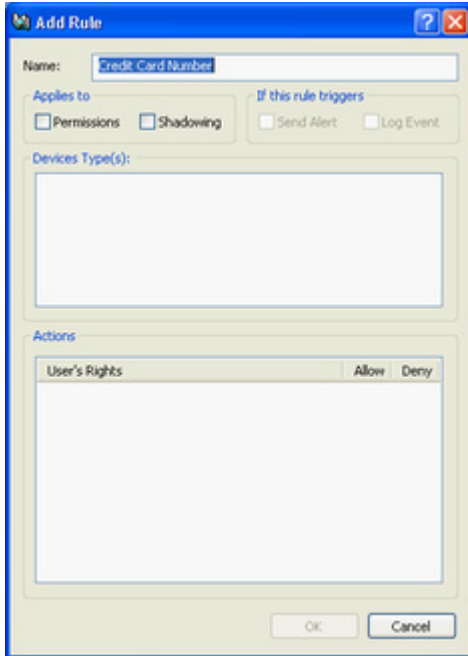 Add Rule
Name: Credit Card Number
Applies to
If this rule triggers
Permissions Shadowing Send Alert Log Event
Devices Type(s):
Actions
User's Rights Allow Deny
OK Cancel